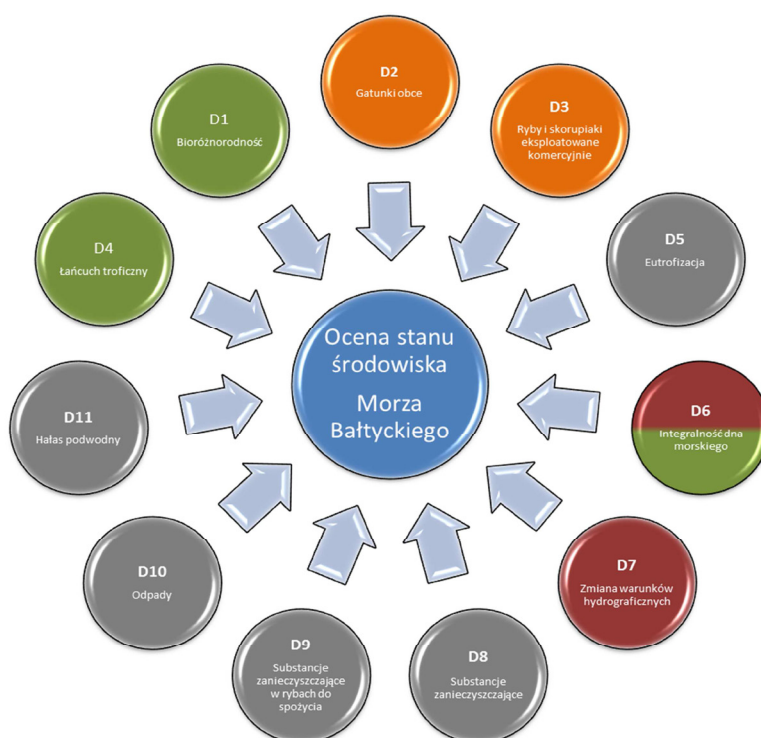 D2
Gatunki obce
D3
Ryby i skorupiaki
eksploatowane
komercyjnie
D1
Bioróżnorodność
D4
Łańcuch troficzny
D5
Eutrofizacja
Ocena stanu
środowiska
Morza
Bałtyckiego
D11
Hałas podwodny
D6
Integralność dna
morskiego
D10
Odpady
D7
Zmiana warunków
hydrograficznych
D9
Substancje
zanieczyszczające
w rybach do
spożycia
D8
Substancje
zanieczyszczające